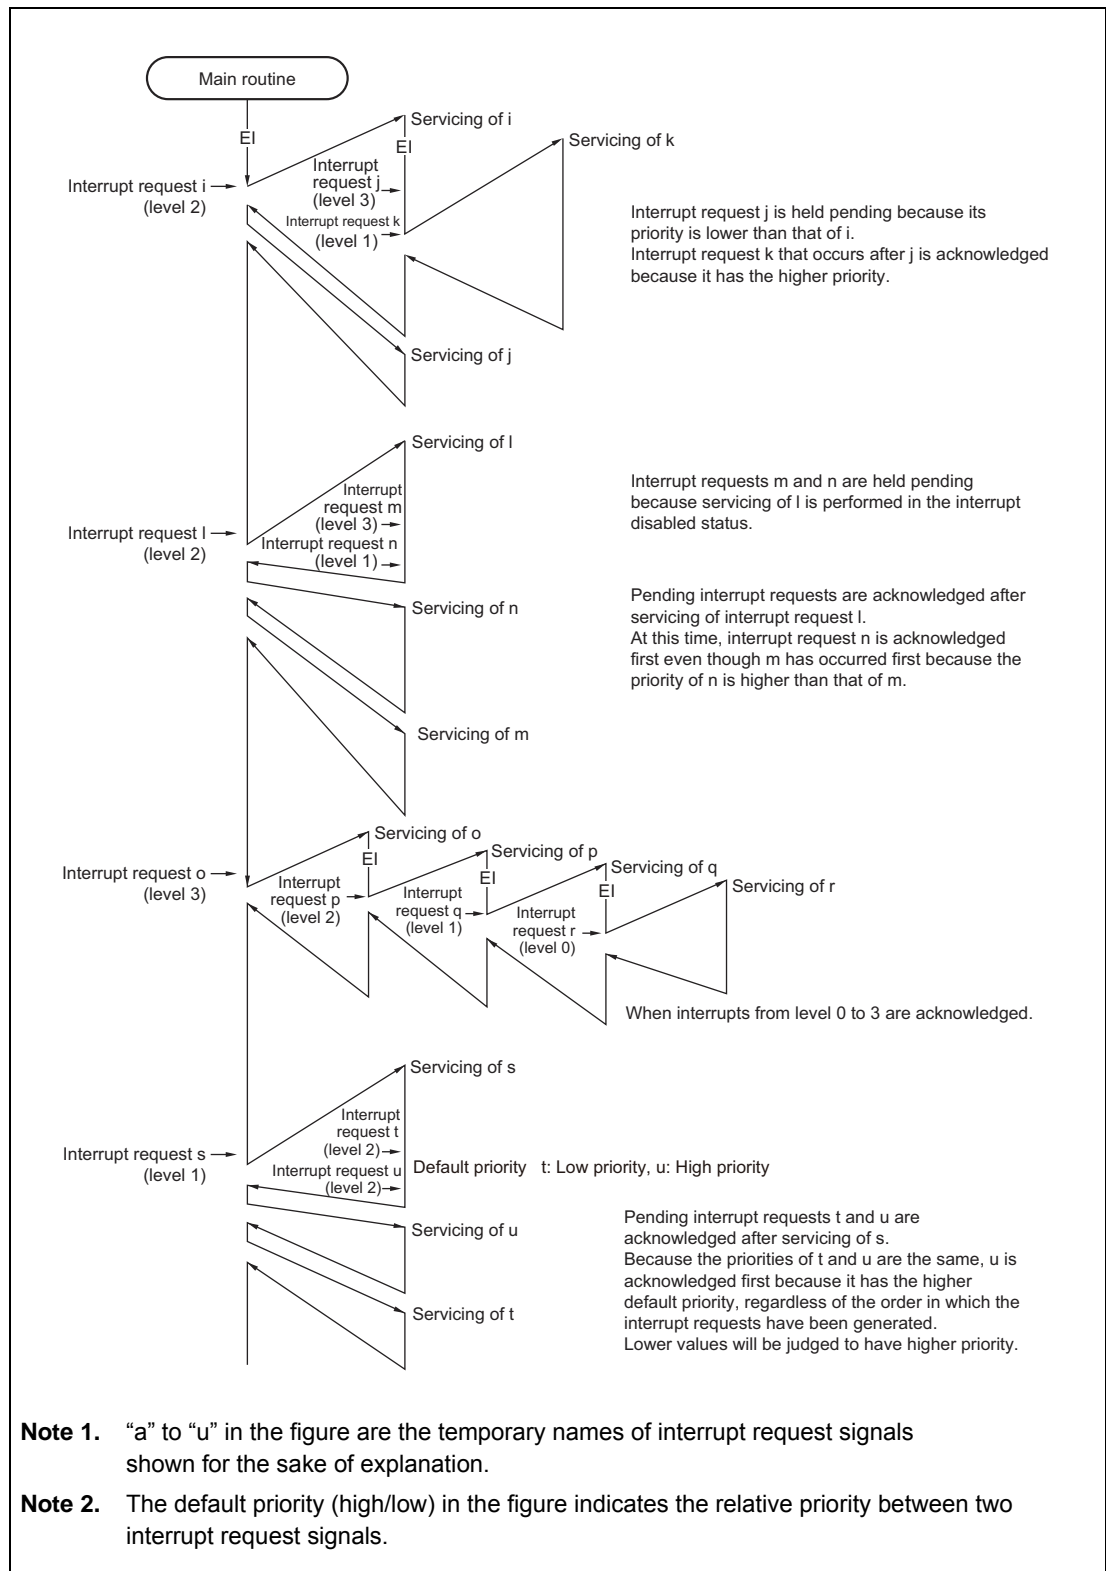 Main routine
EI
Servicing of i
EI
Servicing of k
Interrupt
request j
(level 3)
Interrupt request i
(level 2)
Interrupt request k
(level 1)
Interrupt request j is held pending because its
priority is lower than that of i.
Interrupt request k that occurs after j is acknowledged
because it has the higher priority.
Servicing of j
Servicing of l
Interrupt
request m
(level 3)
Interrupt request l
(level 2)
Interrupt request n
(level 1)
Interrupt requests m and n are held pending
because servicing of l is performed in the interrupt
disabled status.
Servicing of n
Pending interrupt requests are acknowledged after
servicing of interrupt request l.
At this time, interrupt request n is acknowledged
first even though m has occurred first because the
priority of n is higher than that of m.
Servicing of m
Servicing of o
EI
Servicing of p
EI
Servicing of q
EI
Servicing of r
Interrupt request o
(level 3)
Interrupt
request p
(level 2)
Interrupt
request q
(level 1)
Interrupt
request r
(level 0)
When interrupts from level 0 to 3 are acknowledged.
Servicing of s
Interrupt
request t
(level 2)
Interrupt request s
(level 1)
Interrupt request u
(level 2)
Default priority t: Low priority, u: High priority
Servicing of u
Pending interrupt requests t and u are
acknowledged after servicing of s.
Because the priorities of t and u are the same, u is
acknowledged first because it has the higher
default priority, regardless of the order in which the
interrupt requests have been generated.
Lower values will be judged to have higher priority.
Servicing of t
Note 1. “a” to “u” in the figure are the temporary names of interrupt request signals
shown for the sake of explanation.
Note 2. The default priority (high/low) in the figure indicates the relative priority between two
interrupt request signals.